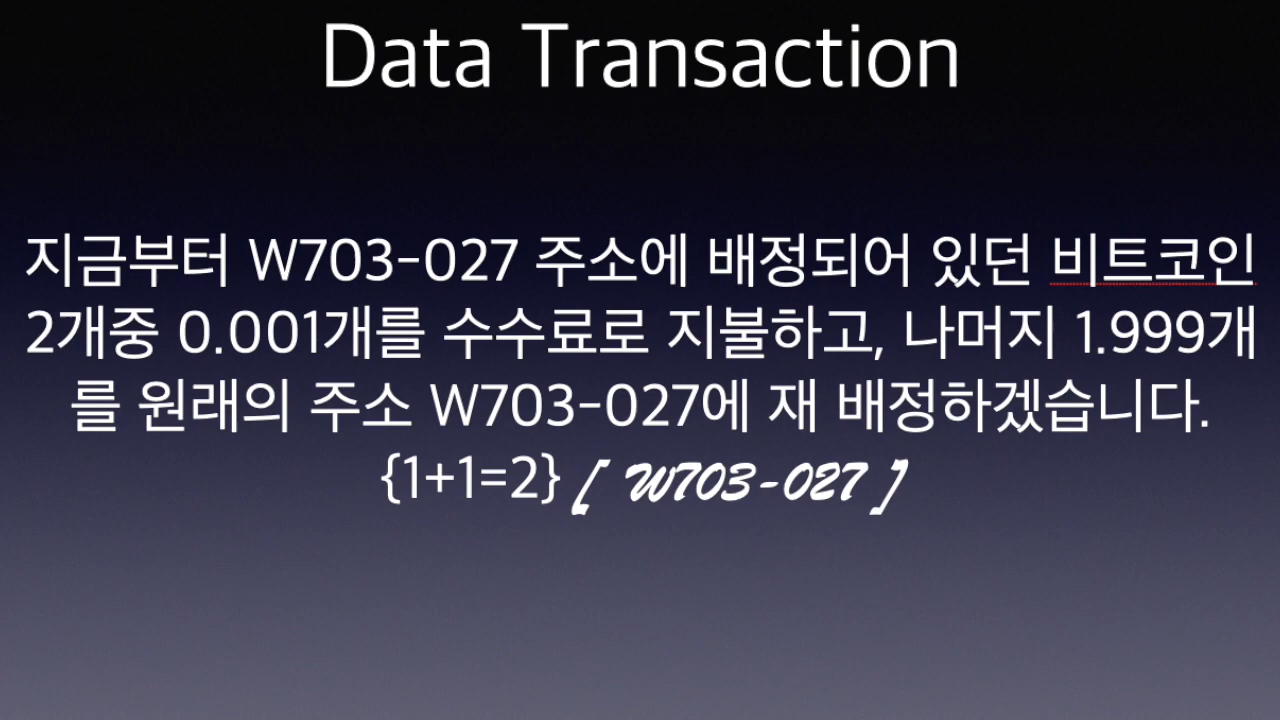 Data Transaction
지금부터 W703-027 주소에 배정되어 있던 비트코인
2개중 0.001개를 수수료로 지불하고, 나머지 1.999개
를 원래의 주소 W703-027에 재 배정하겠습니다.
{1+1=2} [ W703-027 ]